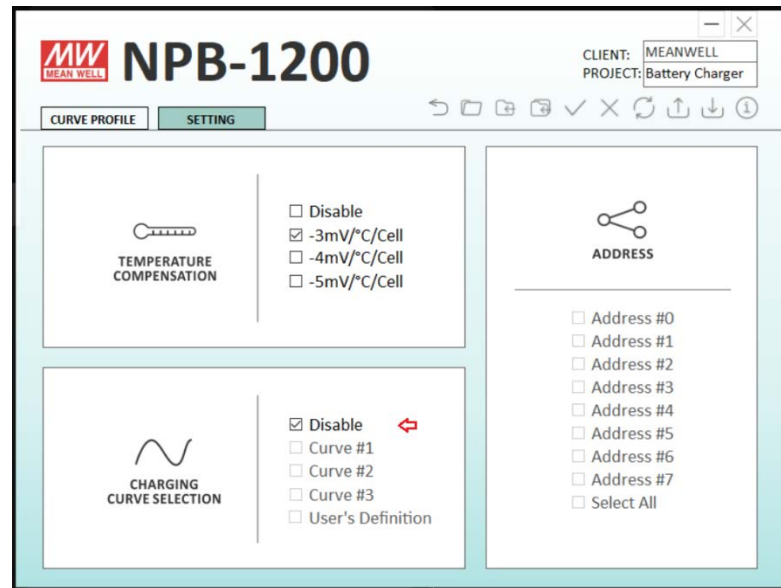 MW
MEAN WELL
NPB-1200
CLIENT: MEANWELL
PROJECT: Battery Charger
CURVE PROFILE
SETTING
TEMPERATURE
COMPENSATION
Disable
-3mV/°C/Cell
-4mV/°C/Cell
-5mV/°C/Cell
CHARGING
CURVE SELECTION
Disable
Curve #1
Curve #2
Curve #3
User's Definition
ADDRESS
Address #0
Address #1
Address #2
Address #3
Address #4
Address #5
Address #6
Address #7
Select All